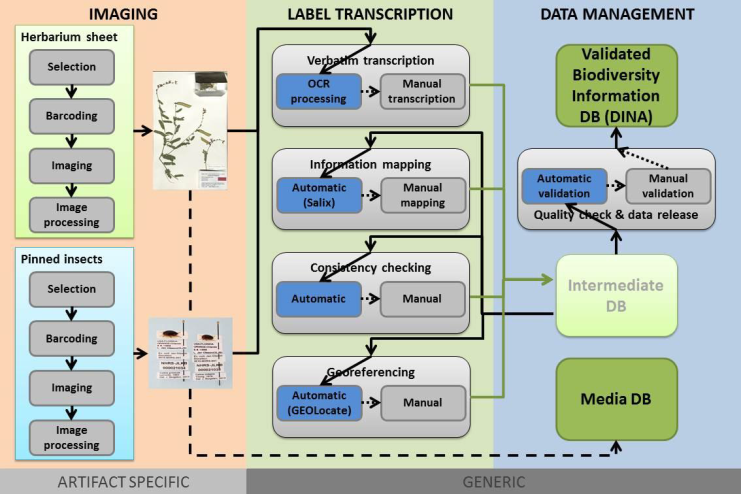 IMAGING
Herbarium sheet
Selection
Barcoding
Imaging
Image
processing
Pinned insects
Selection
Barcoding
Imaging
Image
processing
ARTIFACT SPECIFIC
LABEL TRANSCRIPTION
Verbatim transcription
OCR
processing
Manual
transcription
Information mapping
Automatic
(Salix)
Manual
mapping
Consistency checking
Automatic
Manual
Georeferencing
Automatic
(GEOLocate)
Manual
DATA MANAGEMENT
Validated
Biodiversity
Information
DB (DINA)
Automatic
validation
Manual
validation
Quality check & data release
Intermediate
DB
Media DB
GENERIC